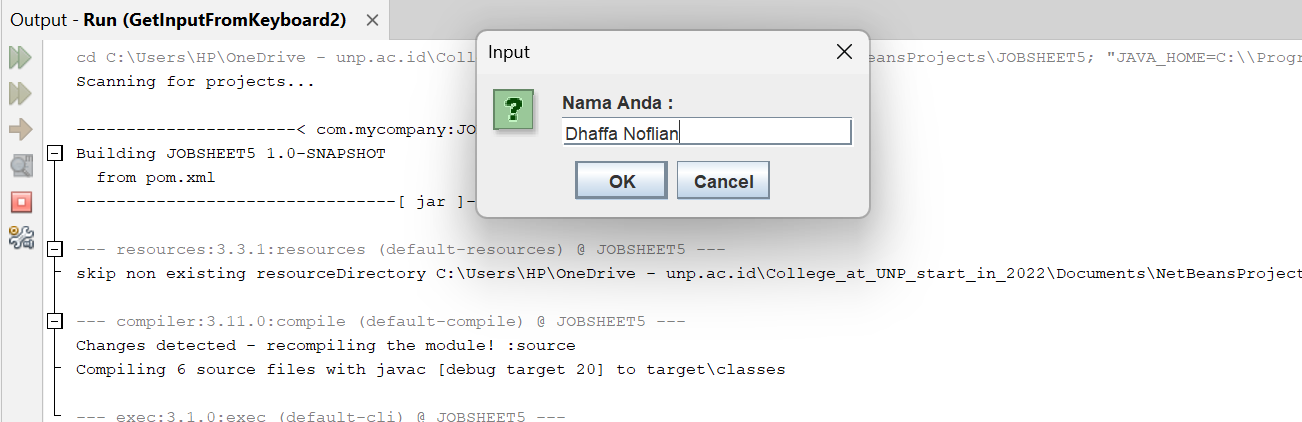 Output - Run (GetInputFromKeyboard2) ×
cd C:\Users\HP\OneDrive - unp.ac.id\Coll
eansProjects\JOBSHEET5; "JAVA_HOME=C:\\Progr
Scanning for projects...
----------------------< com.mycompany:JO
Building JOBSHEET5 1.0-SNAPSHOT
from pom.xml
--------------------------------[ jar ]-
Input
?
Nama Anda :
Dhaffa Noflian
OK Cancel
--- resources:3.3.1:resources (default-resources) @ JOBSHEET5 ---
skip non existing resourceDirectory C:\Users\HP\OneDrive - unp.ac.id\College_at_UNP_start_in_2022\Documents\NetBeansProject
--- compiler:3.11.0:compile (default-compile) @ JOBSHEET5 ---
Changes detected - recompiling the module! :source
Compiling 6 source files with javac [debug target 20] to target\classes
--- exec:3.1.0:exec (default-cli) @ JOBSHEET5 ---